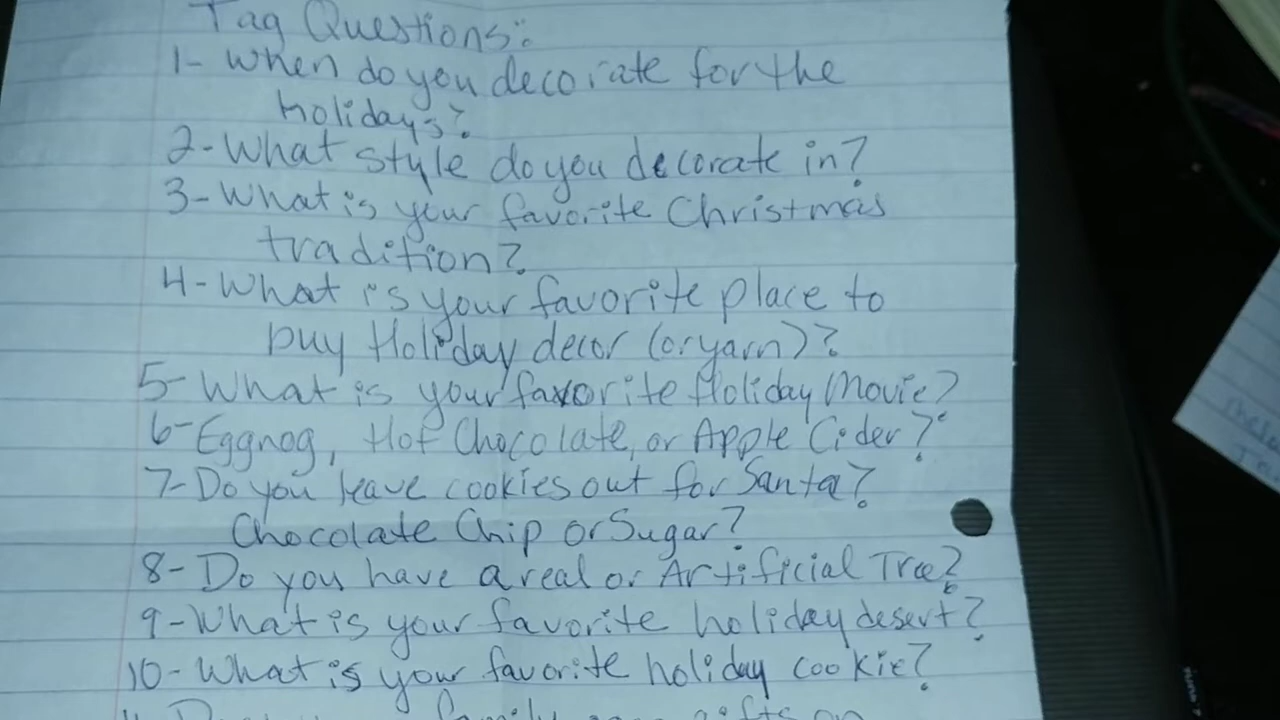 Tag Questions:
1- When do you decorate for the
holidays?
2- What style do you decorate in?
3- What is your favorite Christmas
tradition?
4- What is your favorite place to
buy Holiday decor (or yarn)?
5- What is your favorite Holiday Movie?
6- Eggnog, Hot Chocolate, or Apple Cider?
7- Do you leave cookies out for Santa?
Chocolate Chip or Sugar?
8- Do you have a real or Artificial Tree?
9- What is your favorite holiday desert?
10- What is your favorite holiday cookie?
family gifts on